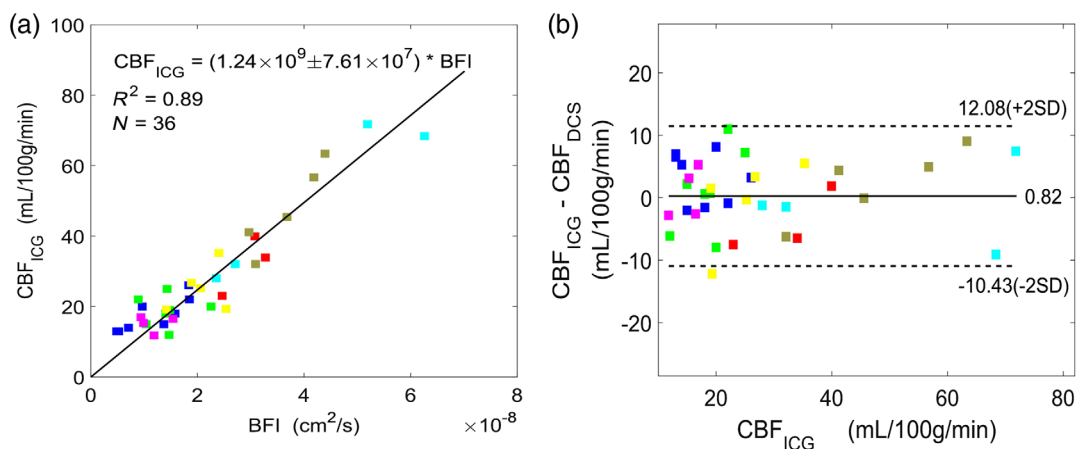 (a)
CBF_ICG = (1.24×10^9±7.61×10^7) * BFI
R^2 = 0.89
N = 36
CBF_ICG (mL/100g/min)
100
80
60
40
20
0
0 2 4 6 8
BFI (cm^2/s)
×10^-8
(b)
12.08(+2SD)
0.82
-10.43(-2SD)
CBF_ICG - CBF_DCS
(mL/100g/min)
20
10
0
-10
-20
20 40 60 80
CBF_ICG (mL/100g/min)